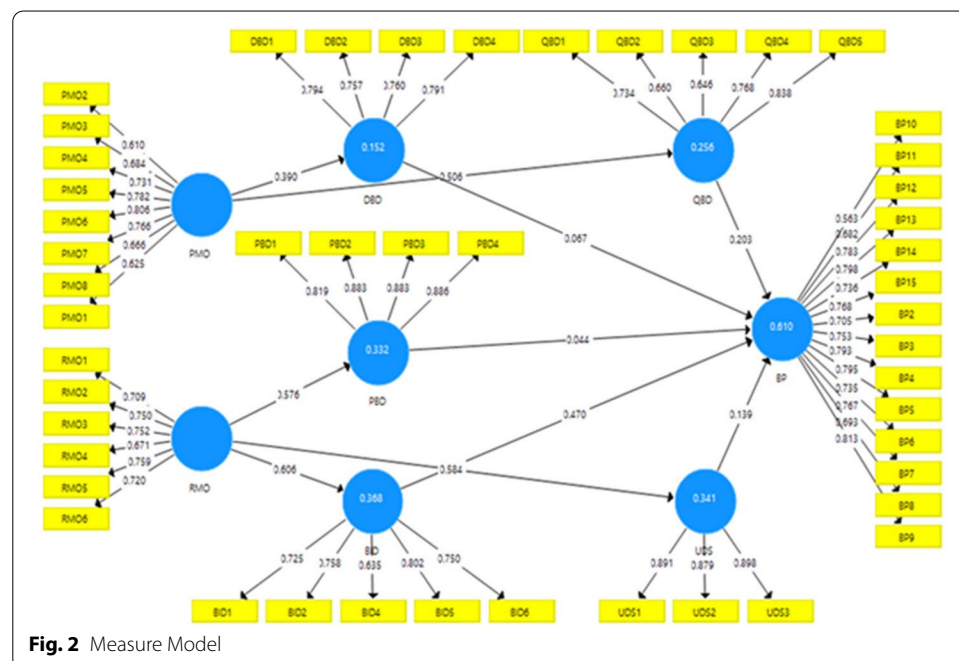 DBD1 DBD2 DBD3 DBD4 QBD1 QBD2 QBD3 QBD4 QBD5
0.794 0.757 0.760 0.791 0.734 0.660 0.646 0.768 0.838
PMO2
PMO3
PMO4
PMO5
PMO6
PMO7
PMO8
PMO1
0.610
0.684
0.731
0.782
0.806
0.766
0.666
0.625
PMO
0.390
0.506
0.152
DBD
0.256
QBD
0.067
0.203
PBD1 PBD2 PBD3 PBD4
0.819 0.883 0.883 0.886
0.332
PBD
0.044
RMO1
RMO2
RMO3
RMO4
RMO5
RMO6
0.709
0.750
0.752
0.671
0.759
0.720
RMO
0.576
0.606
0.584
0.470
0.139
0.368
BIO
0.341
UDS
0.725 0.758 0.635 0.802 0.750
BIO1 BIO2 BIO4 BIO5 BIO6
0.891 0.879 0.898
UDS1 UDS2 UDS3
0.610
BP
0.563
0.682
0.783
0.798
0.736
0.768
0.705
0.753
0.793
0.795
0.735
0.767
0.693
0.813
BP10
BP11
BP12
BP13
BP14
BP15
BP2
BP3
BP4
BP5
BP6
BP7
BP8
BP9
Fig. 2 Measure Model